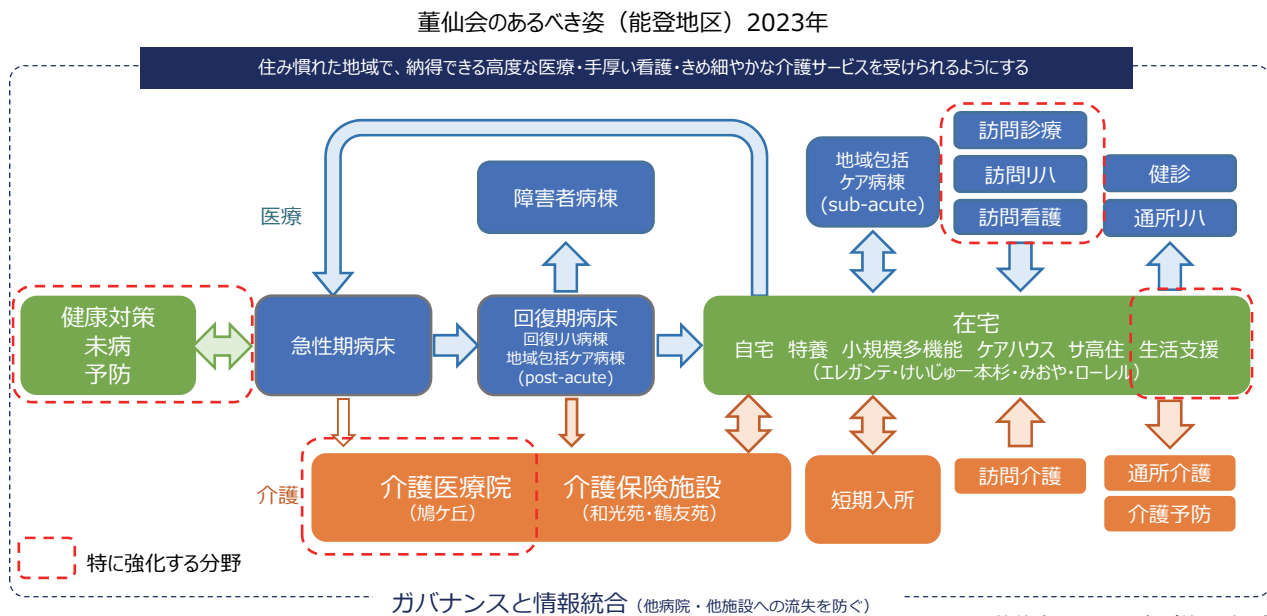 董仙会のあるべき姿（能登地区）2023年
住み慣れた地域で、納得できる高度な医療・手厚い看護・きめ細やかな介護サービスを受けられるようにする
医療
障害者病棟
地域包括
ケア病棟
(sub-acute)
訪問診療
訪問リハ
訪問看護
健診
通所リハ
健康対策
未病
予防
急性期病床
回復期病床
回復リハ病棟
地域包括ケア病棟
(post-acute)
在宅
自宅 特養 小規模多機能 ケアハウス サ高住 生活支援
（エレガンテ・けいじゅ一本杉・みおや・ローレル）
介護
介護医療院
（鳩ケ丘）
介護保険施設
（和光苑・鶴友苑）
短期入所
訪問介護
通所介護
介護予防
特に強化する分野
ガバナンスと情報統合（他病院・他施設への流失を防ぐ）